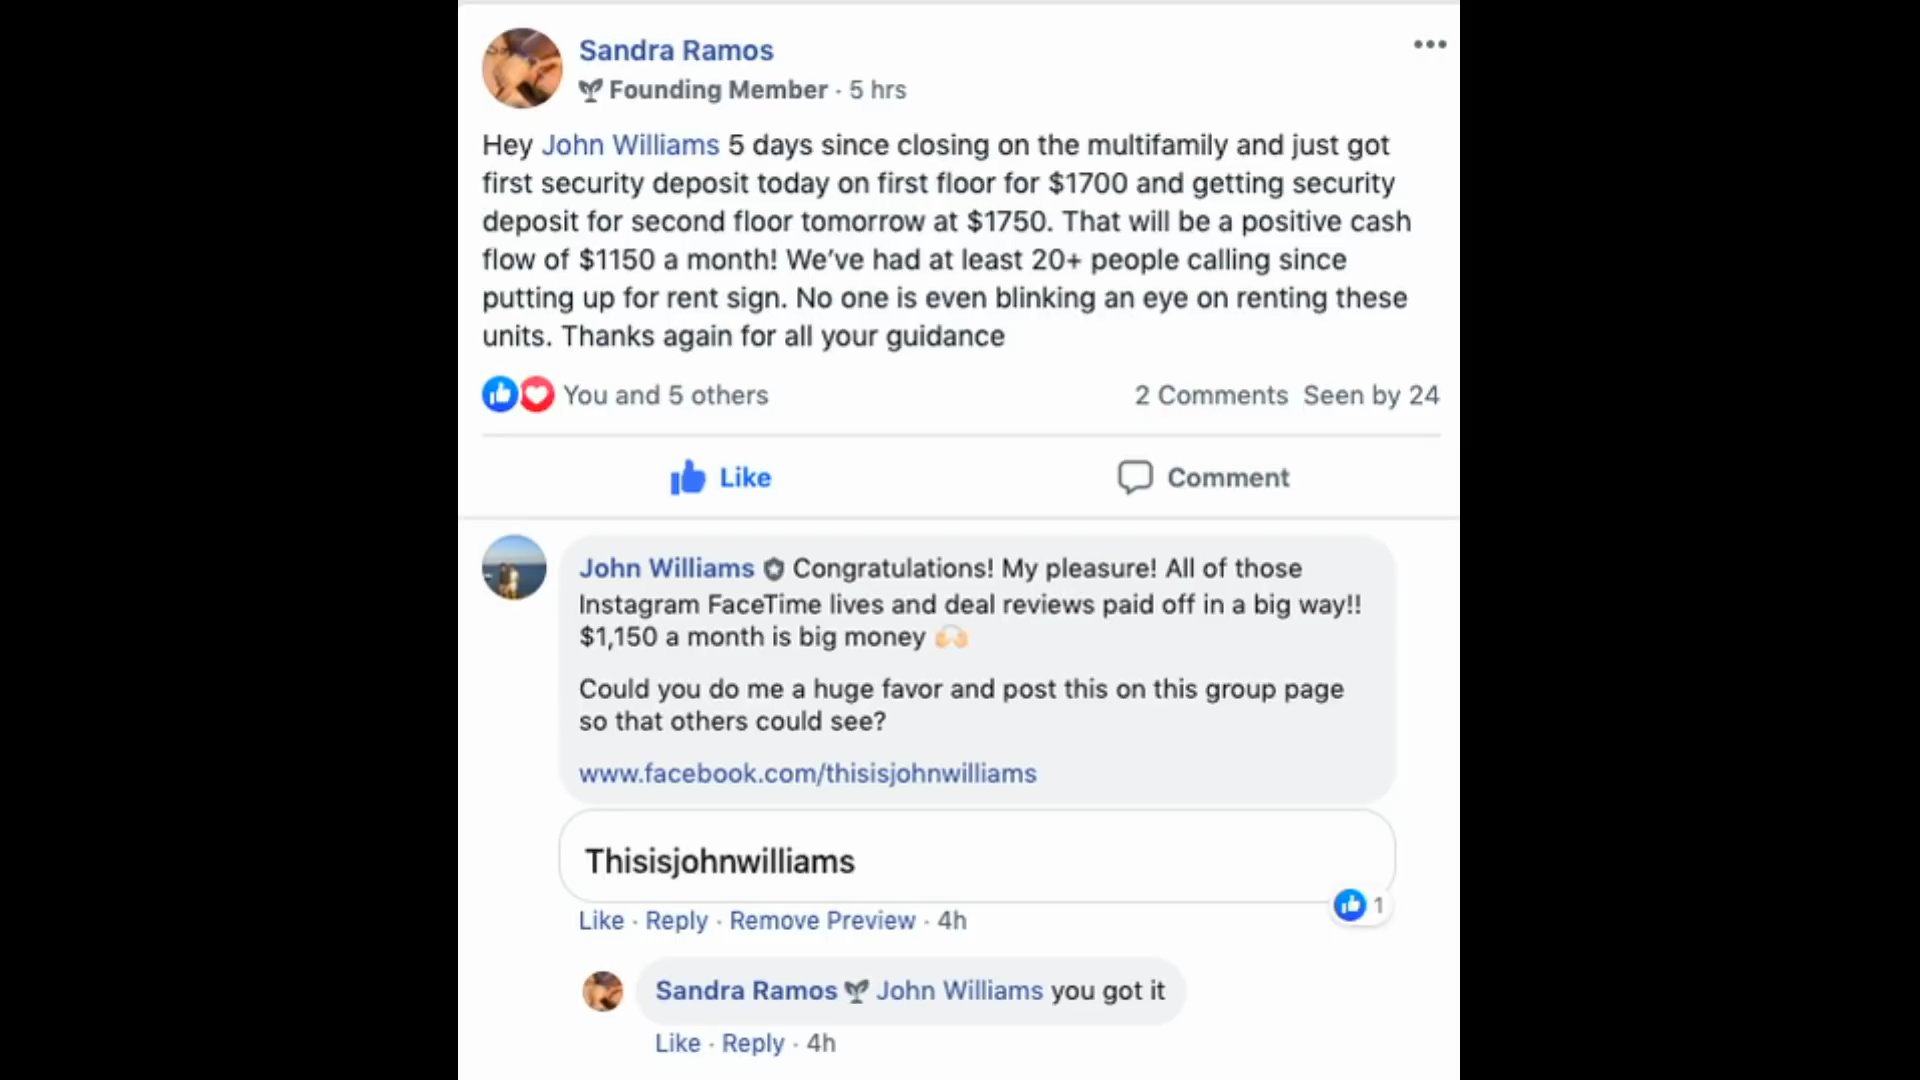 Sandra Ramos
Founding Member · 5 hrs
Hey John Williams 5 days since closing on the multifamily and just got
first security deposit today on first floor for $1700 and getting security
deposit for second floor tomorrow at $1750. That will be a positive cash
flow of $1150 a month! We’ve had at least 20+ people calling since
putting up for rent sign. No one is even blinking an eye on renting these
units. Thanks again for all your guidance
You and 5 others 2 Comments Seen by 24
Like Comment
John Williams Congratulations! My pleasure! All of those
Instagram FaceTime lives and deal reviews paid off in a big way!!
$1,150 a month is big money 🙌🏻
Could you do me a huge favor and post this on this group page
so that others could see?
www.facebook.com/thisisjohnwilliams
Thisisjohnwilliams
1
Like · Reply · Remove Preview · 4h
Sandra Ramos John Williams you got it
Like · Reply · 4h